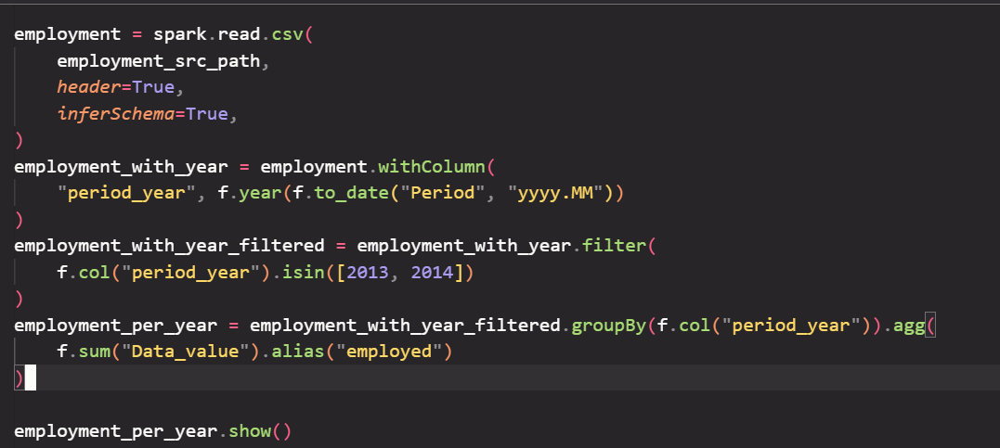 employment = spark.read.csv(
    employment_src_path,
    header=True,
    inferSchema=True,
)
employment_with_year = employment.withColumn(
    "period_year", f.year(f.to_date("Period", "yyyy.MM"))
)
employment_with_year_filtered = employment_with_year.filter(
    f.col("period_year").isin([2013, 2014])
)
employment_per_year = employment_with_year_filtered.groupBy(f.col("period_year")).agg(
    f.sum("Data_value").alias("employed")
)
employment_per_year.show()